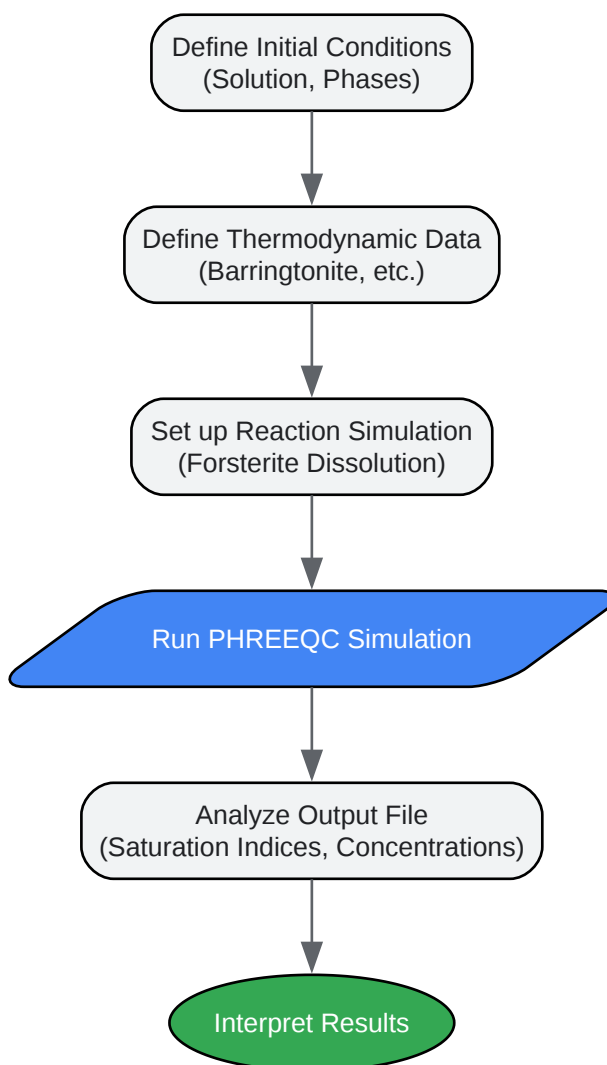 Define Initial Conditions
(Solution, Phases)
Define Thermodynamic Data
(Barringtonite, etc.)
Set up Reaction Simulation
(Forsterite Dissolution)
Run PHREEQC Simulation
Analyze Output File
(Saturation Indices, Concentrations)
Interpret Results